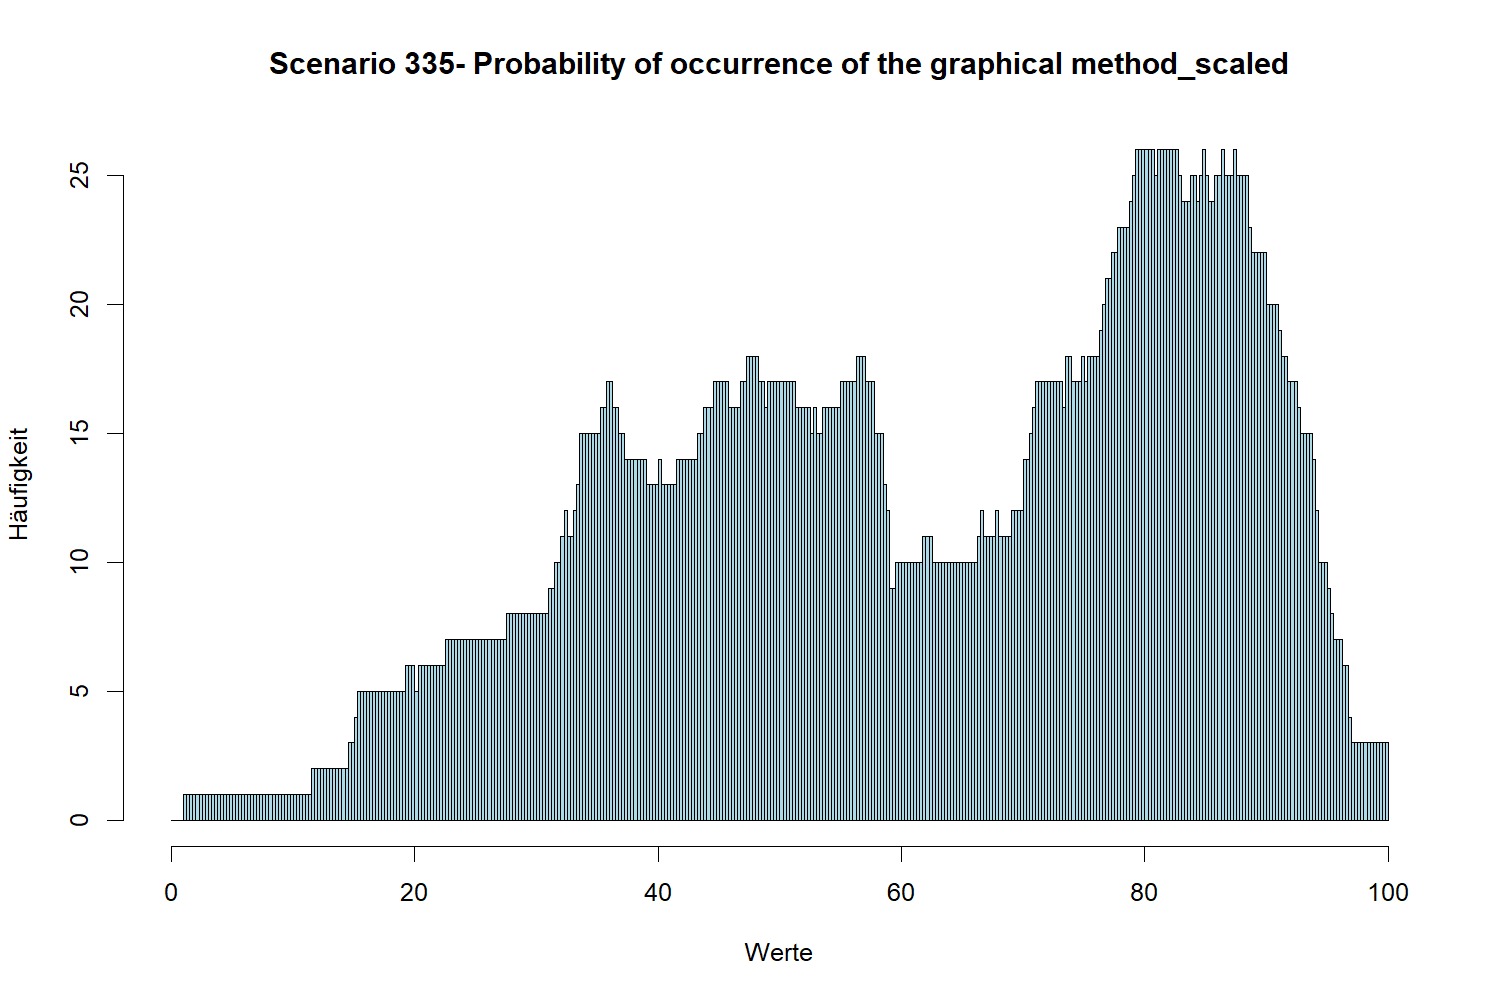 Scenario 335- Probability of occurrence of the graphical method_scaled
25
20
15
10
5
0
Häufigkeit
0 20 40 60 80 100
Werte